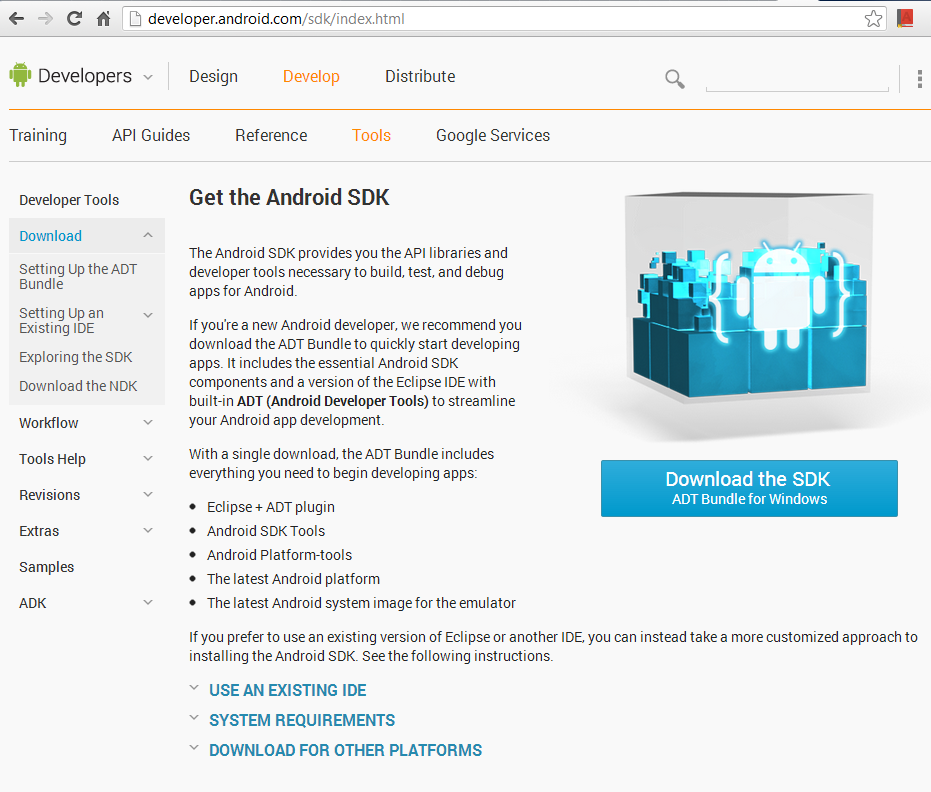 developer.android.com/sdk/index.html
Developers Design Develop Distribute
Training API Guides Reference Tools Google Services
Developer Tools
Download
Setting Up the ADT
Bundle
Setting Up an
Existing IDE
Exploring the SDK
Download the NDK
Workflow
Tools Help
Revisions
Extras
Samples
ADK
Get the Android SDK
The Android SDK provides you the API libraries and
developer tools necessary to build, test, and debug
apps for Android.
If you're a new Android developer, we recommend you
download the ADT Bundle to quickly start developing
apps. It includes the essential Android SDK
components and a version of the Eclipse IDE with
built-in ADT (Android Developer Tools) to streamline
your Android app development.
With a single download, the ADT Bundle includes
everything you need to begin developing apps:
• Eclipse + ADT plugin
• Android SDK Tools
• Android Platform-tools
• The latest Android platform
• The latest Android system image for the emulator
Download the SDK
ADT Bundle for Windows
If you prefer to use an existing version of Eclipse or another IDE, you can instead take a more customized approach to
installing the Android SDK. See the following instructions.
USE AN EXISTING IDE
SYSTEM REQUIREMENTS
DOWNLOAD FOR OTHER PLATFORMS